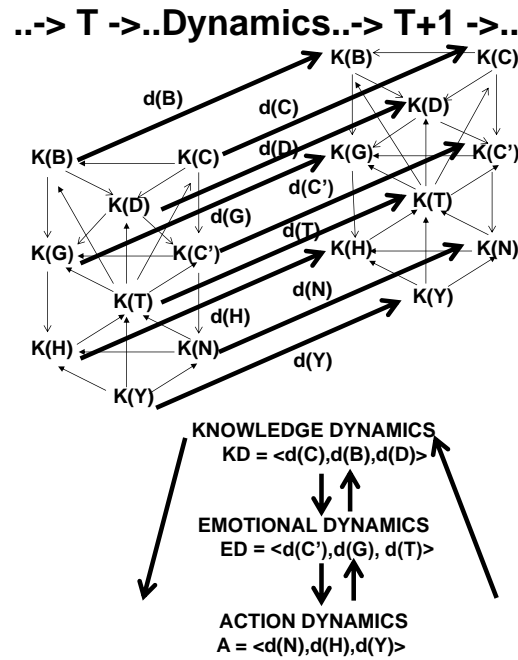 ..-> T ->..Dynamics..-> T+1 ->..
K(B) K(C)
d(B)
d(C)
K(D)
d(D)
K(B) K(C) K(G) K(C')
d(C')
K(D) d(G) K(T)
d(T)
K(G) K(C') K(H) K(N)
d(N)
K(T) K(Y)
d(H)
K(H) K(N) d(Y)
K(Y)
KNOWLEDGE DYNAMICS
KD = <d(C),d(B),d(D)>
EMOTIONAL DYNAMICS
ED = <d(C'),d(G), d(T)>
ACTION DYNAMICS
A = <d(N),d(H),d(Y)>